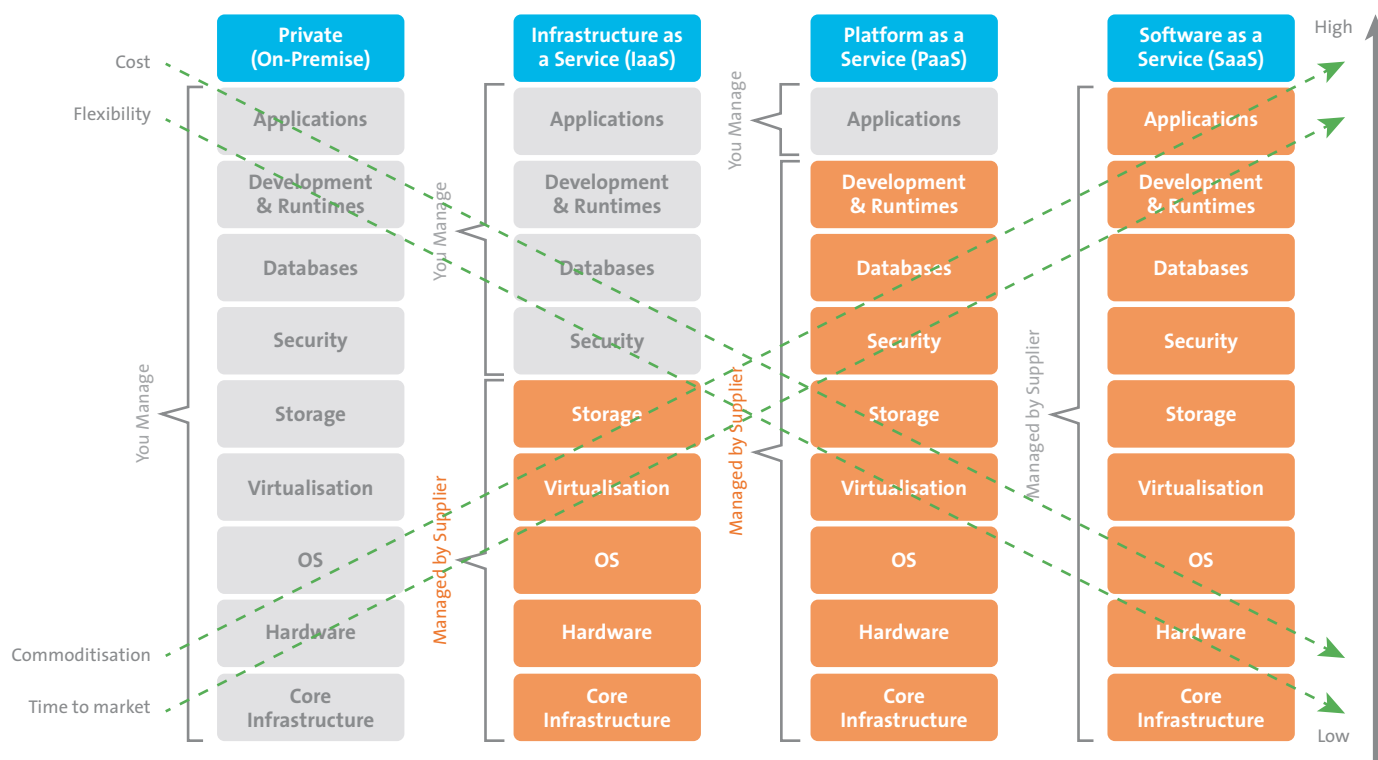 Private
(On-Premise)
Infrastructure as
a Service (IaaS)
Platform as a
Service (PaaS)
Software as a
Service (SaaS)
High
Cost
Flexibility
Commoditisation
Time to market
You Manage
Applications
Development
& Runtimes
Databases
Security
Storage
Virtualisation
OS
Hardware
Core
Infrastructure
You Manage
Managed by Supplier
Applications
Development
& Runtimes
Databases
Security
Storage
Virtualisation
OS
Hardware
Core
Infrastructure
You Manage
Managed by Supplier
Applications
Development
& Runtimes
Databases
Security
Storage
Virtualisation
OS
Hardware
Core
Infrastructure
Managed by Supplier
Applications
Development
& Runtimes
Databases
Security
Storage
Virtualisation
OS
Hardware
Core
Infrastructure
Low